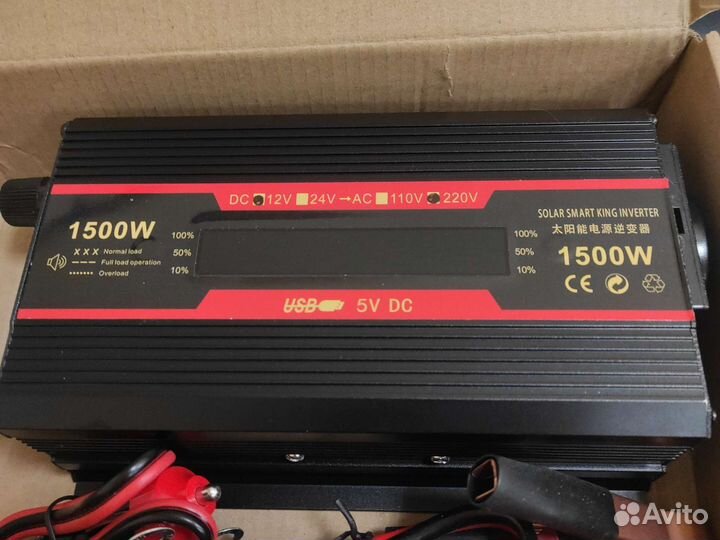 DC 12V 24V →AC 110V 220V
1500W
XXX Normal load
--- Full load operation
....... Overload
100%
50%
10%
100%
50%
10%
SOLAR SMART KING INVERTER
太阳能电源逆变器
1500W
CE
USB 5V DC
Avito